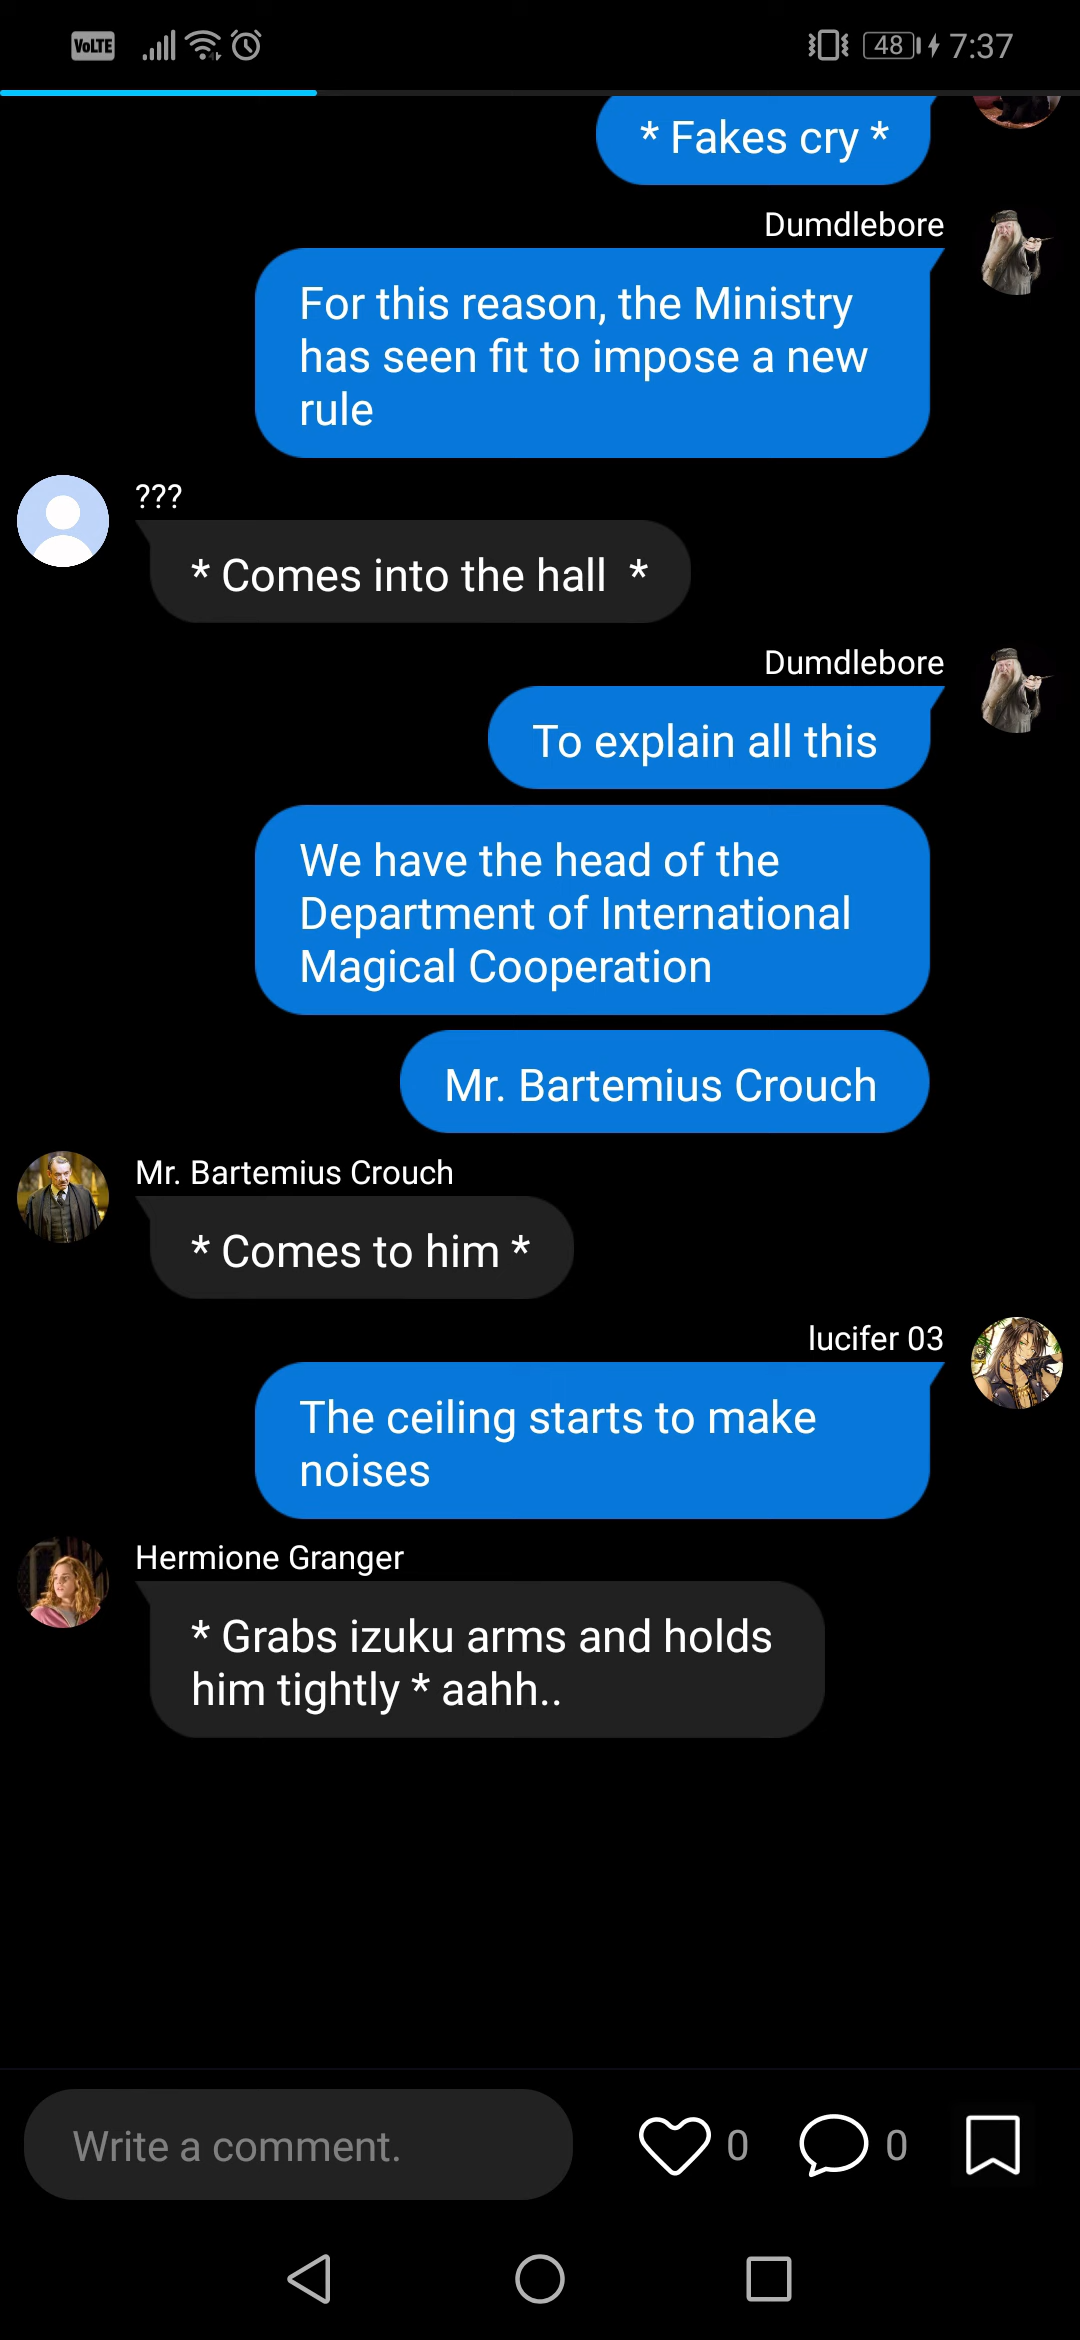 VoLTE 48 7:37
* Fakes cry *
Dumdlebore
For this reason, the Ministry
has seen fit to impose a new
rule
???
* Comes into the hall  *
Dumdlebore
To explain all this
We have the head of the
Department of International
Magical Cooperation
Mr. Bartemius Crouch
Mr. Bartemius Crouch
* Comes to him *
lucifer 03
The ceiling starts to make
noises
Hermione Granger
* Grabs izuku arms and holds
him tightly * aahh..
Write a comment. 0 0